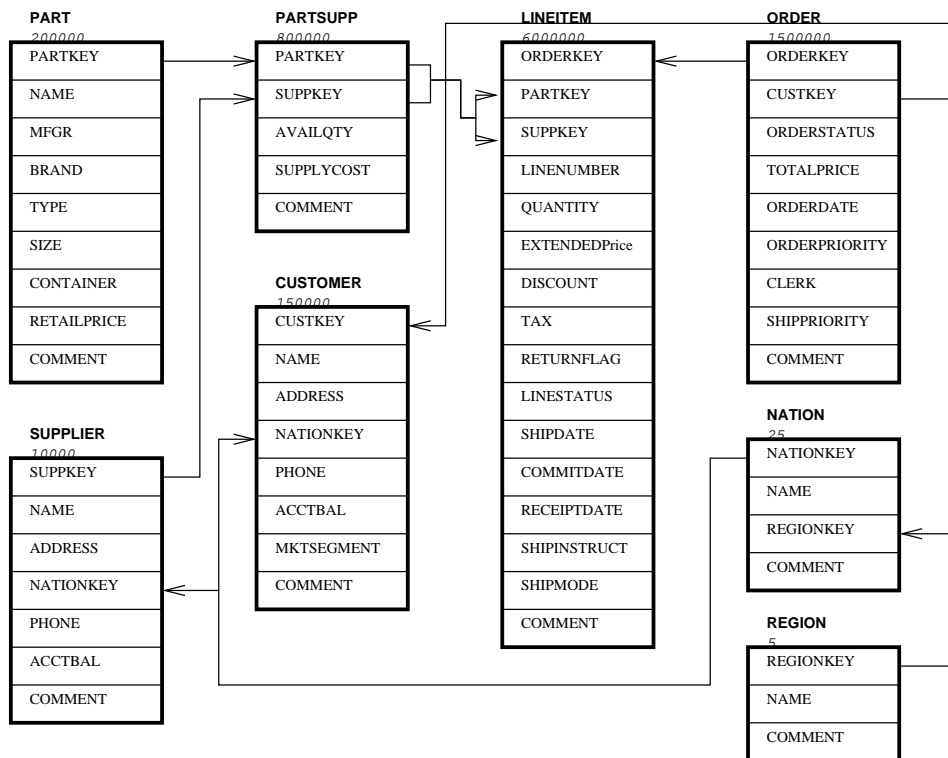 PART
200000
PARTKEY
NAME
MFGR
BRAND
TYPE
SIZE
CONTAINER
RETAILPRICE
COMMENT
SUPPLIER
10000
SUPPKEY
NAME
ADDRESS
NATIONKEY
PHONE
ACCTBAL
COMMENT
PARTSUPP
800000
PARTKEY
SUPPKEY
AVAILQTY
SUPPLYCOST
COMMENT
CUSTOMER
150000
CUSTKEY
NAME
ADDRESS
NATIONKEY
PHONE
ACCTBAL
MKTSEGMENT
COMMENT
LINEITEM
6000000
ORDERKEY
PARTKEY
SUPPKEY
LINENUMBER
QUANTITY
EXTENDEDPrice
DISCOUNT
TAX
RETURNFLAG
LINESTATUS
SHIPDATE
COMMITDATE
RECEIPTDATE
SHIPINSTRUCT
SHIPMODE
COMMENT
ORDER
1500000
ORDERKEY
CUSTKEY
ORDERSTATUS
TOTALPRICE
ORDERDATE
ORDERPRIORITY
CLERK
SHIPPRIORITY
COMMENT
NATION
25
NATIONKEY
NAME
REGIONKEY
COMMENT
REGION
5
REGIONKEY
NAME
COMMENT